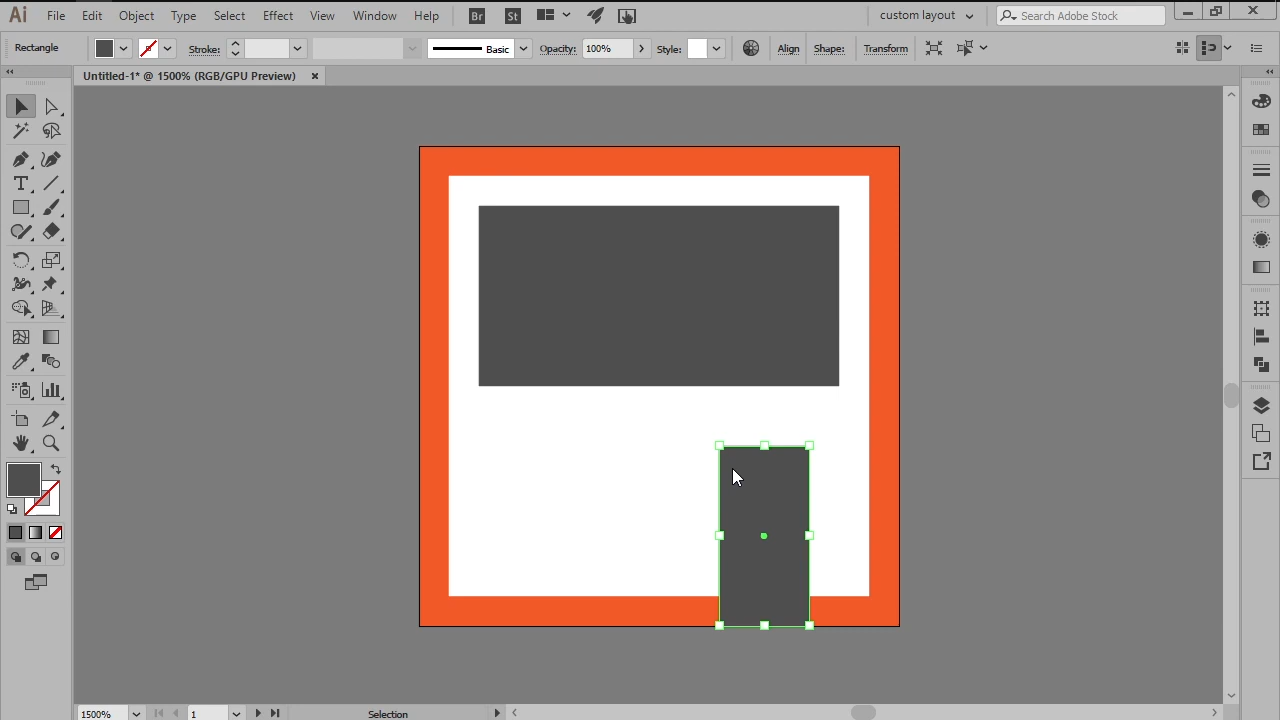 Ai File Edit Object Type Select Effect View Window Help Br St custom layout Search Adobe Stock
Rectangle Stroke: Basic Opacity: 100% Style: Align Shape: Transform
Untitled-1* @ 1500% (RGB/GPU Preview)
1500% 1 Selection